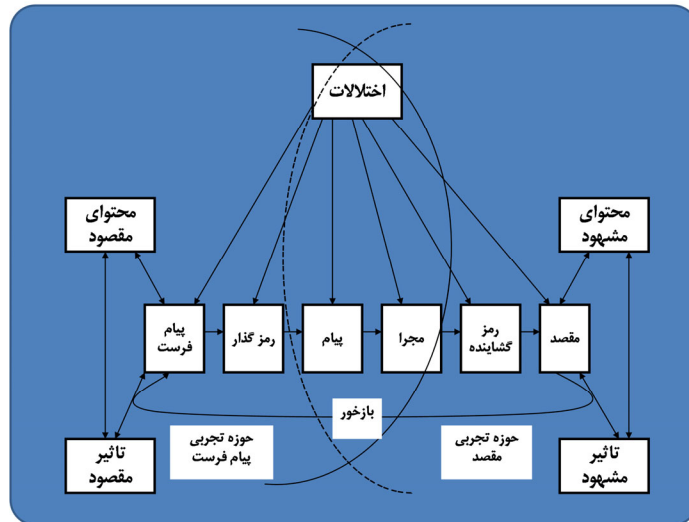 اختلالات
محتوای
مقصود
محتوای
مشهود
پیام
فرست
رمز گذار
پیام
مجرا
رمز
گشاینده
مقصد
بازخور
حوزه تجربی
پیام فرست
حوزه تجربی
مقصد
تاثیر
مقصود
تاثیر
مشهود